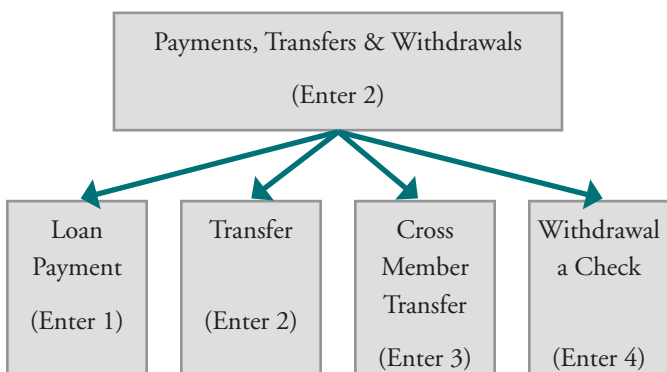 Payments, Transfers & Withdrawals
(Enter 2)
Loan
Payment
(Enter 1)
Transfer
(Enter 2)
Cross
Member
Transfer
(Enter 3)
Withdrawal
a Check
(Enter 4)